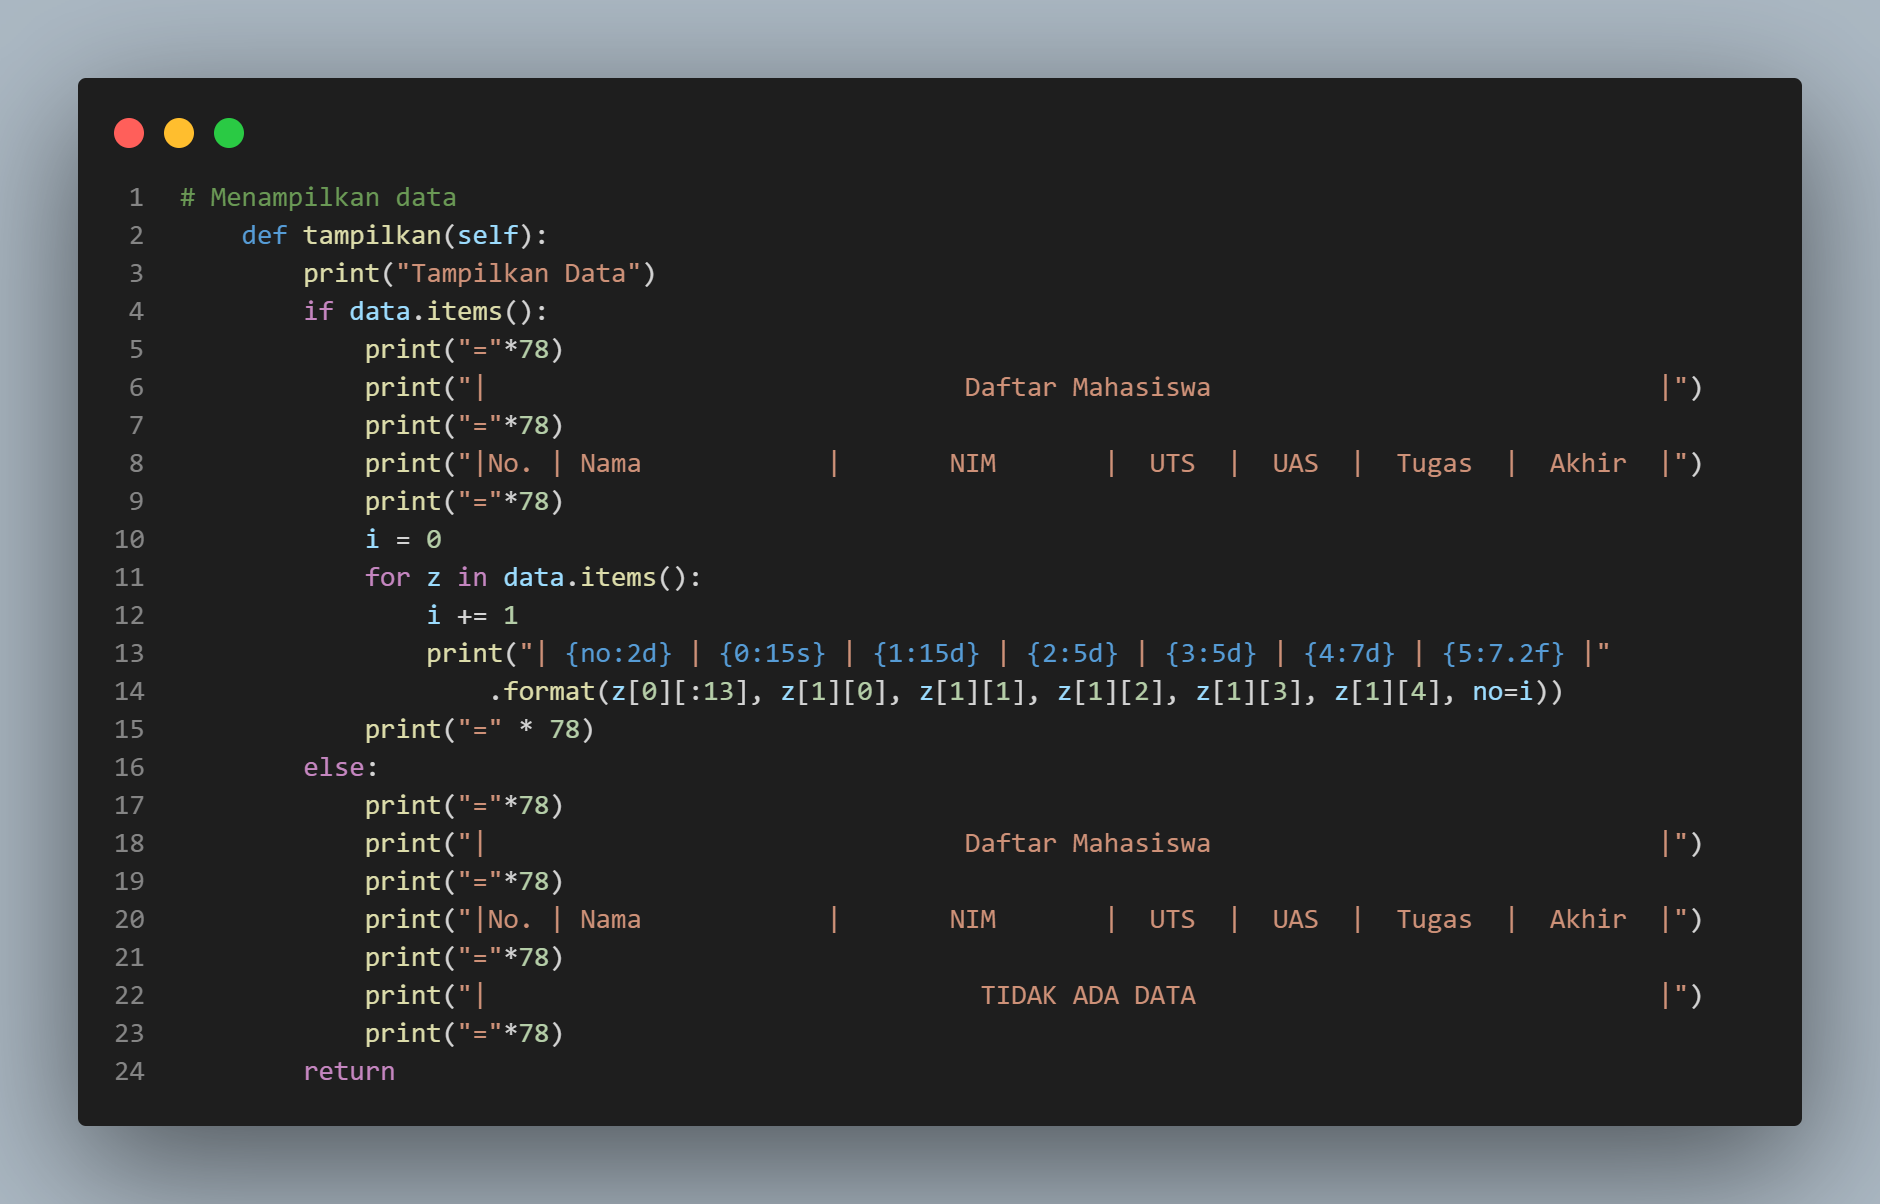 1 # Menampilkan data
2     def tampilkan(self):
3         print("Tampilkan Data")
4         if data.items():
5             print("="*78)
6             print("|                               Daftar Mahasiswa                             |")
7             print("="*78)
8             print("|No. | Nama            |       NIM       |  UTS  |  UAS  |  Tugas  |  Akhir  |")
9             print("="*78)
10             i = 0
11             for z in data.items():
12                 i += 1
13                 print("| {no:2d} | {0:15s} | {1:15d} | {2:5d} | {3:5d} | {4:7d} | {5:7.2f} |"
14                     .format(z[0][:13], z[1][0], z[1][1], z[1][2], z[1][3], z[1][4], no=i))
15             print("=" * 78)
16         else:
17             print("="*78)
18             print("|                               Daftar Mahasiswa                             |")
19             print("="*78)
20             print("|No. | Nama            |       NIM       |  UTS  |  UAS  |  Tugas  |  Akhir  |")
21             print("="*78)
22             print("|                                TIDAK ADA DATA                              |")
23             print("="*78)
24         return